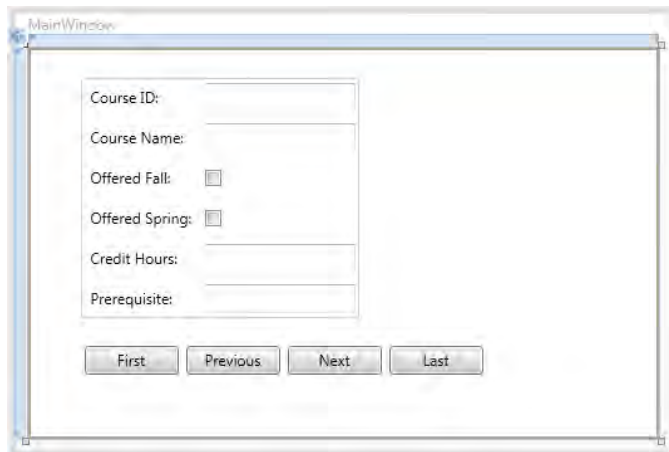 MainWindow
Course ID:
Course Name:
Offered Fall:
Offered Spring:
Credit Hours:
Prerequisite:
First Previous Next Last